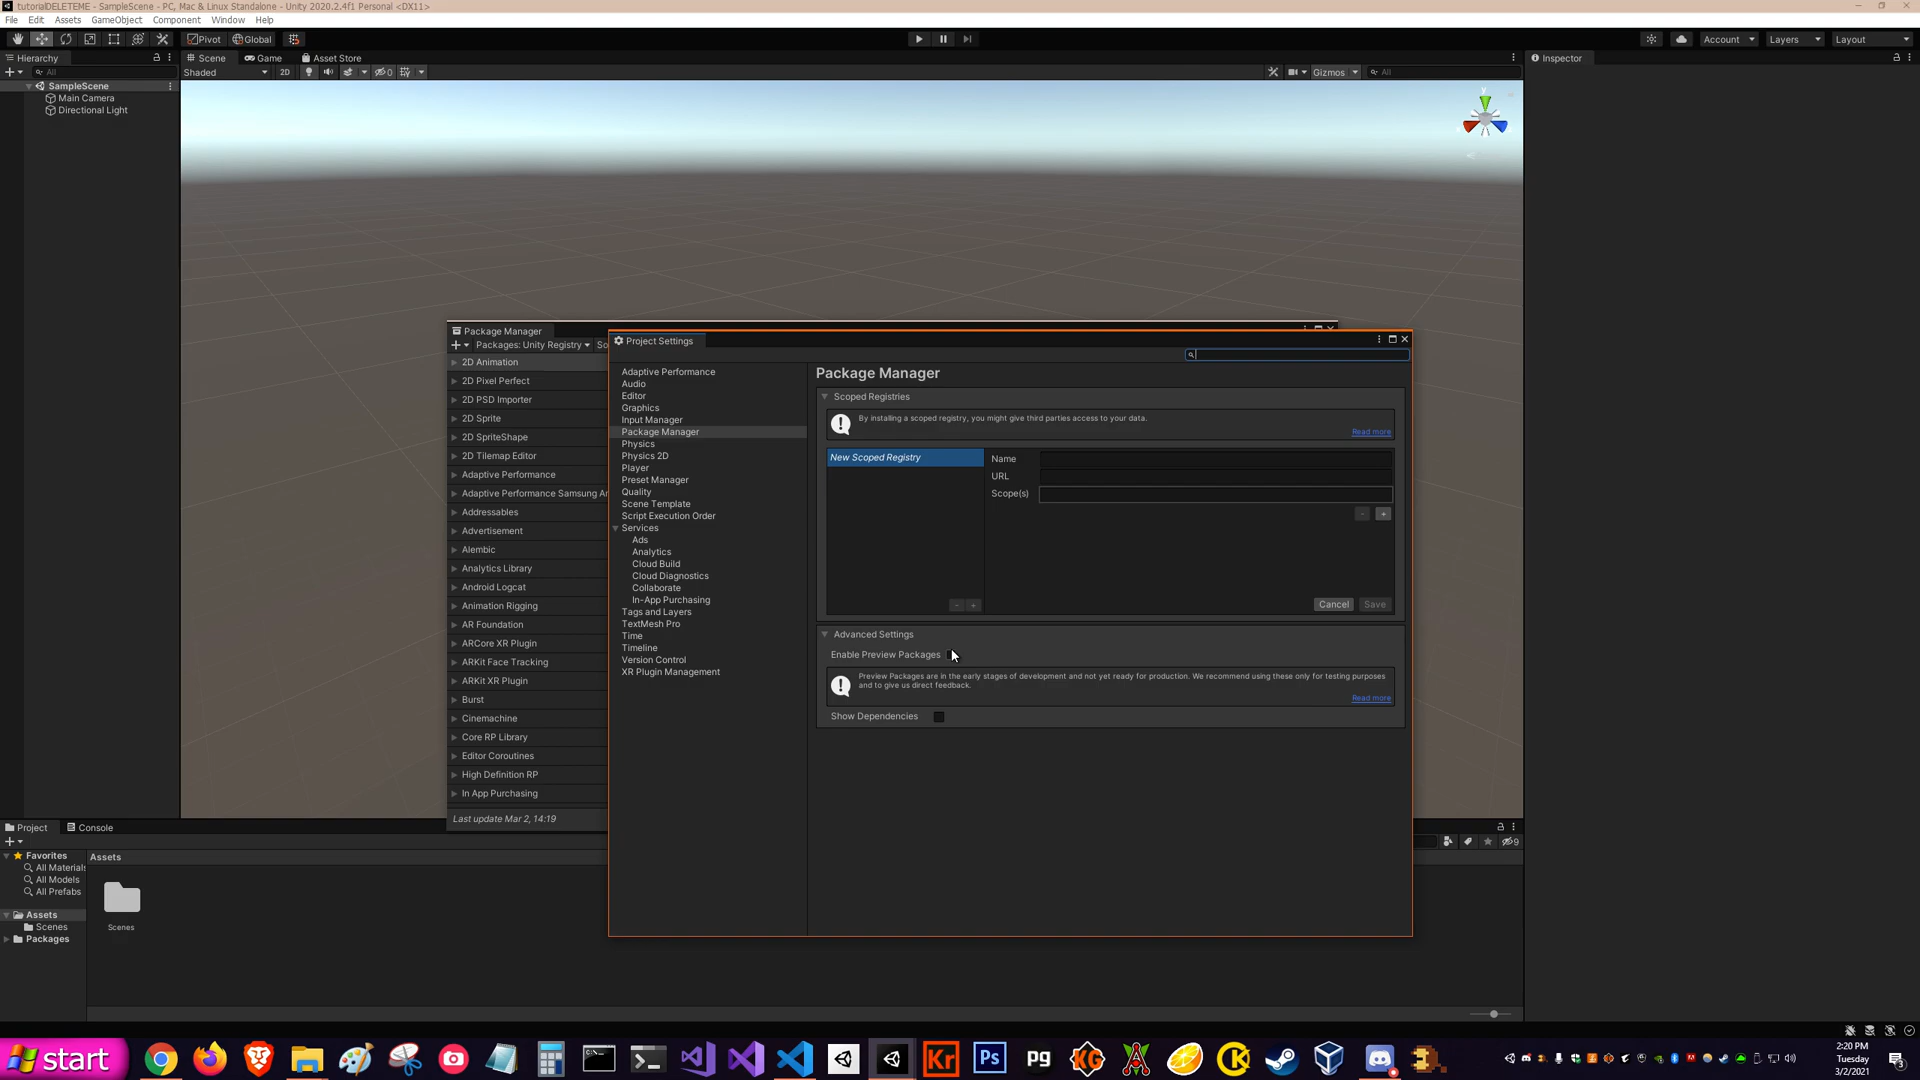 tutorialDELETEME - SampleScene - PC, Mac & Linux Standalone - Unity 2020.2.4f1 Personal <DX11>
File Edit Assets GameObject Component Window Help
Pivot Global Account Layers Layout
Hierarchy Scene Game Asset Store Inspector
All Shaded 2D 0 Gizmos All
SampleScene
Main Camera
Directional Light
y
Package Manager
Packages: Unity Registry So
2D Animation
2D Pixel Perfect
2D PSD Importer
2D Sprite
2D SpriteShape
2D Tilemap Editor
Adaptive Performance
Adaptive Performance Samsung An
Addressables
Advertisement
Alembic
Analytics Library
Android Logcat
Animation Rigging
AR Foundation
ARCore XR Plugin
ARKit Face Tracking
ARKit XR Plugin
Burst
Cinemachine
Core RP Library
Editor Coroutines
High Definition RP
In App Purchasing
Last update Mar 2, 14:19
Project Settings
Adaptive Performance
Audio
Editor
Graphics
Input Manager
Package Manager
Physics
Physics 2D
Player
Preset Manager
Quality
Scene Template
Script Execution Order
Services
Ads
Analytics
Cloud Build
Cloud Diagnostics
Collaborate
In-App Purchasing
Tags and Layers
TextMesh Pro
Time
Timeline
Version Control
XR Plugin Management
Package Manager
Scoped Registries
By installing a scoped registry, you might give third parties access to your data.
Read more
New Scoped Registry
Name
URL
Scope(s)
Cancel Save
Advanced Settings
Enable Preview Packages
Preview Packages are in the early stages of development and not yet ready for production. We recommend using these only for testing purposes
and to give us direct feedback.
Read more
Show Dependencies
Project Console
9
Favorites
All Materials
All Models
All Prefabs
Assets
Scenes
Packages
Assets
Scenes
start
Kr
Ps
pg
KG
2:20 PM
Tuesday
3/2/2021
3